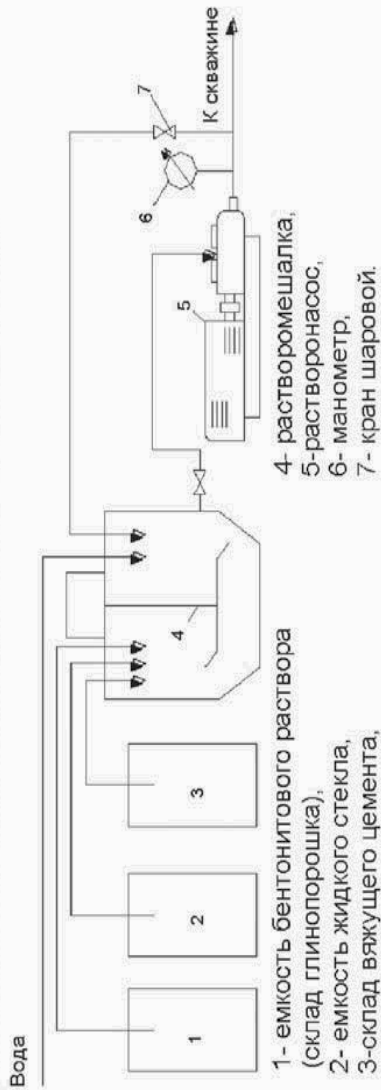 Вода
1
2
3
4
5
6
7
К скважине
1- емкость бентонитового раствора
(склад глинопорошка),
2- емкость жидкого стекла,
3-склад вяжущего цемента,
4- растворомешалка,
5-растворонасос,
6- манометр,
7- кран шаровой.